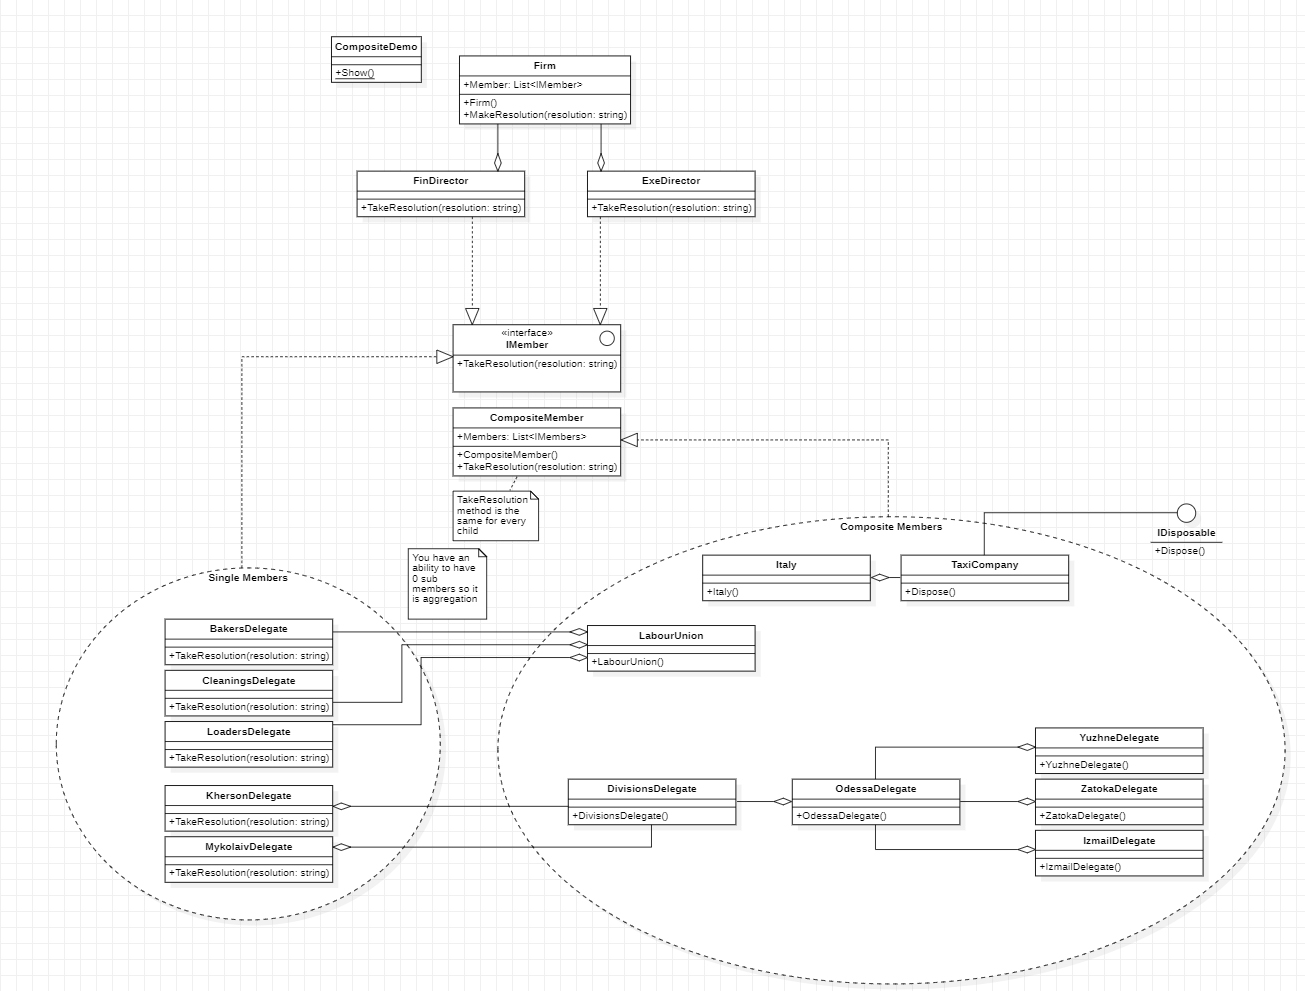 CompositeDemo
+Show()
Firm
+Member: List<IMember>
+Firm()
+MakeResolution(resolution: string)
FinDirector
+TakeResolution(resolution: string)
ExeDirector
+TakeResolution(resolution: string)
«interface»
IMember
+TakeResolution(resolution: string)
CompositeMember
+Members: List<IMembers>
+CompositeMember()
+TakeResolution(resolution: string)
TakeResolution
method is the
same for every
child
You have an
ability to have
0 sub
members so it
is aggregation
Single Members
BakersDelegate
+TakeResolution(resolution: string)
CleaningsDelegate
+TakeResolution(resolution: string)
LoadersDelegate
+TakeResolution(resolution: string)
KhersonDelegate
+TakeResolution(resolution: string)
MykolaivDelegate
+TakeResolution(resolution: string)
Composite Members
IDisposable
+Dispose()
Italy
+Italy()
TaxiCompany
+Dispose()
LabourUnion
+LabourUnion()
DivisionsDelegate
+DivisionsDelegate()
OdessaDelegate
+OdessaDelegate()
YuzhneDelegate
+YuzhneDelegate()
ZatokaDelegate
+ZatokaDelegate()
IzmailDelegate
+IzmailDelegate()